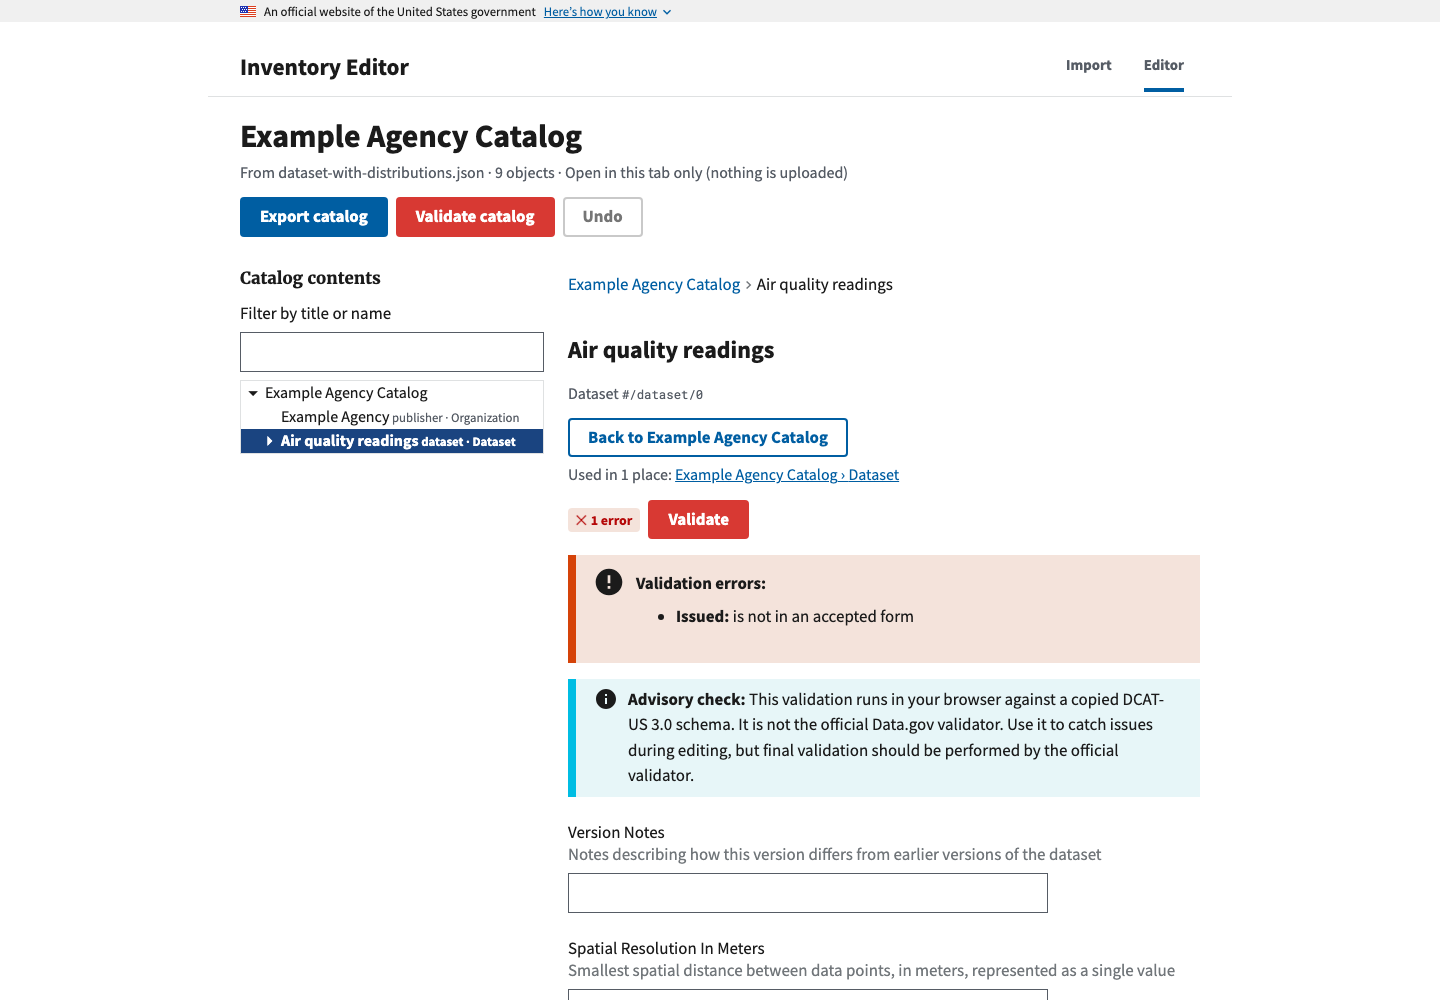 An official website of the United States government Here's how you know
Inventory Editor
Import
Editor
Example Agency Catalog
From dataset-with-distributions.json · 9 objects · Open in this tab only (nothing is uploaded)
Export catalog
Validate catalog
Undo
Catalog contents
Filter by title or name
Example Agency Catalog
Example Agency publisher · Organization
Air quality readings dataset · Dataset
Example Agency Catalog › Air quality readings
Air quality readings
Dataset #/dataset/0
Back to Example Agency Catalog
Used in 1 place: Example Agency Catalog › Dataset
1 error
Validate
Validation errors:
Issued: is not in an accepted form
Advisory check: This validation runs in your browser against a copied DCAT-
US 3.0 schema. It is not the official Data.gov validator. Use it to catch issues
during editing, but final validation should be performed by the official
validator.
Version Notes
Notes describing how this version differs from earlier versions of the dataset
Spatial Resolution In Meters
Smallest spatial distance between data points, in meters, represented as a single value